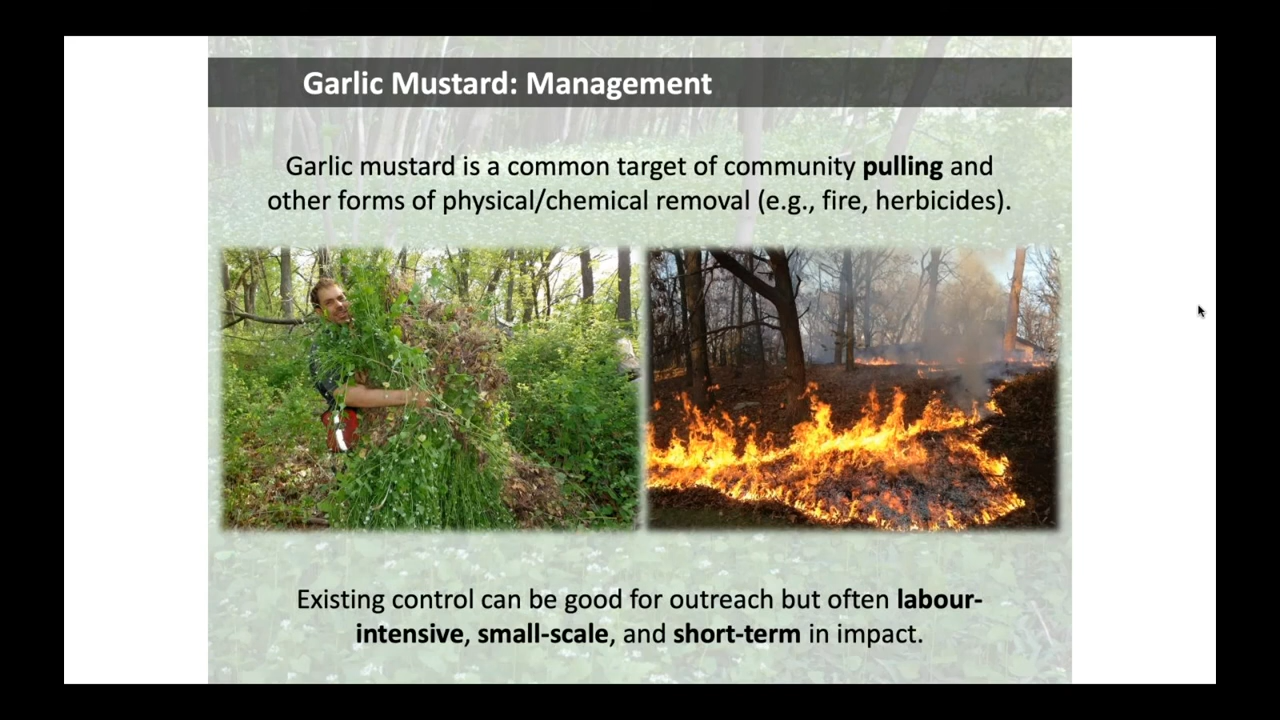 Garlic Mustard: Management
Garlic mustard is a common target of community pulling and
other forms of physical/chemical removal (e.g., fire, herbicides).
Existing control can be good for outreach but often labour-
intensive, small-scale, and short-term in impact.